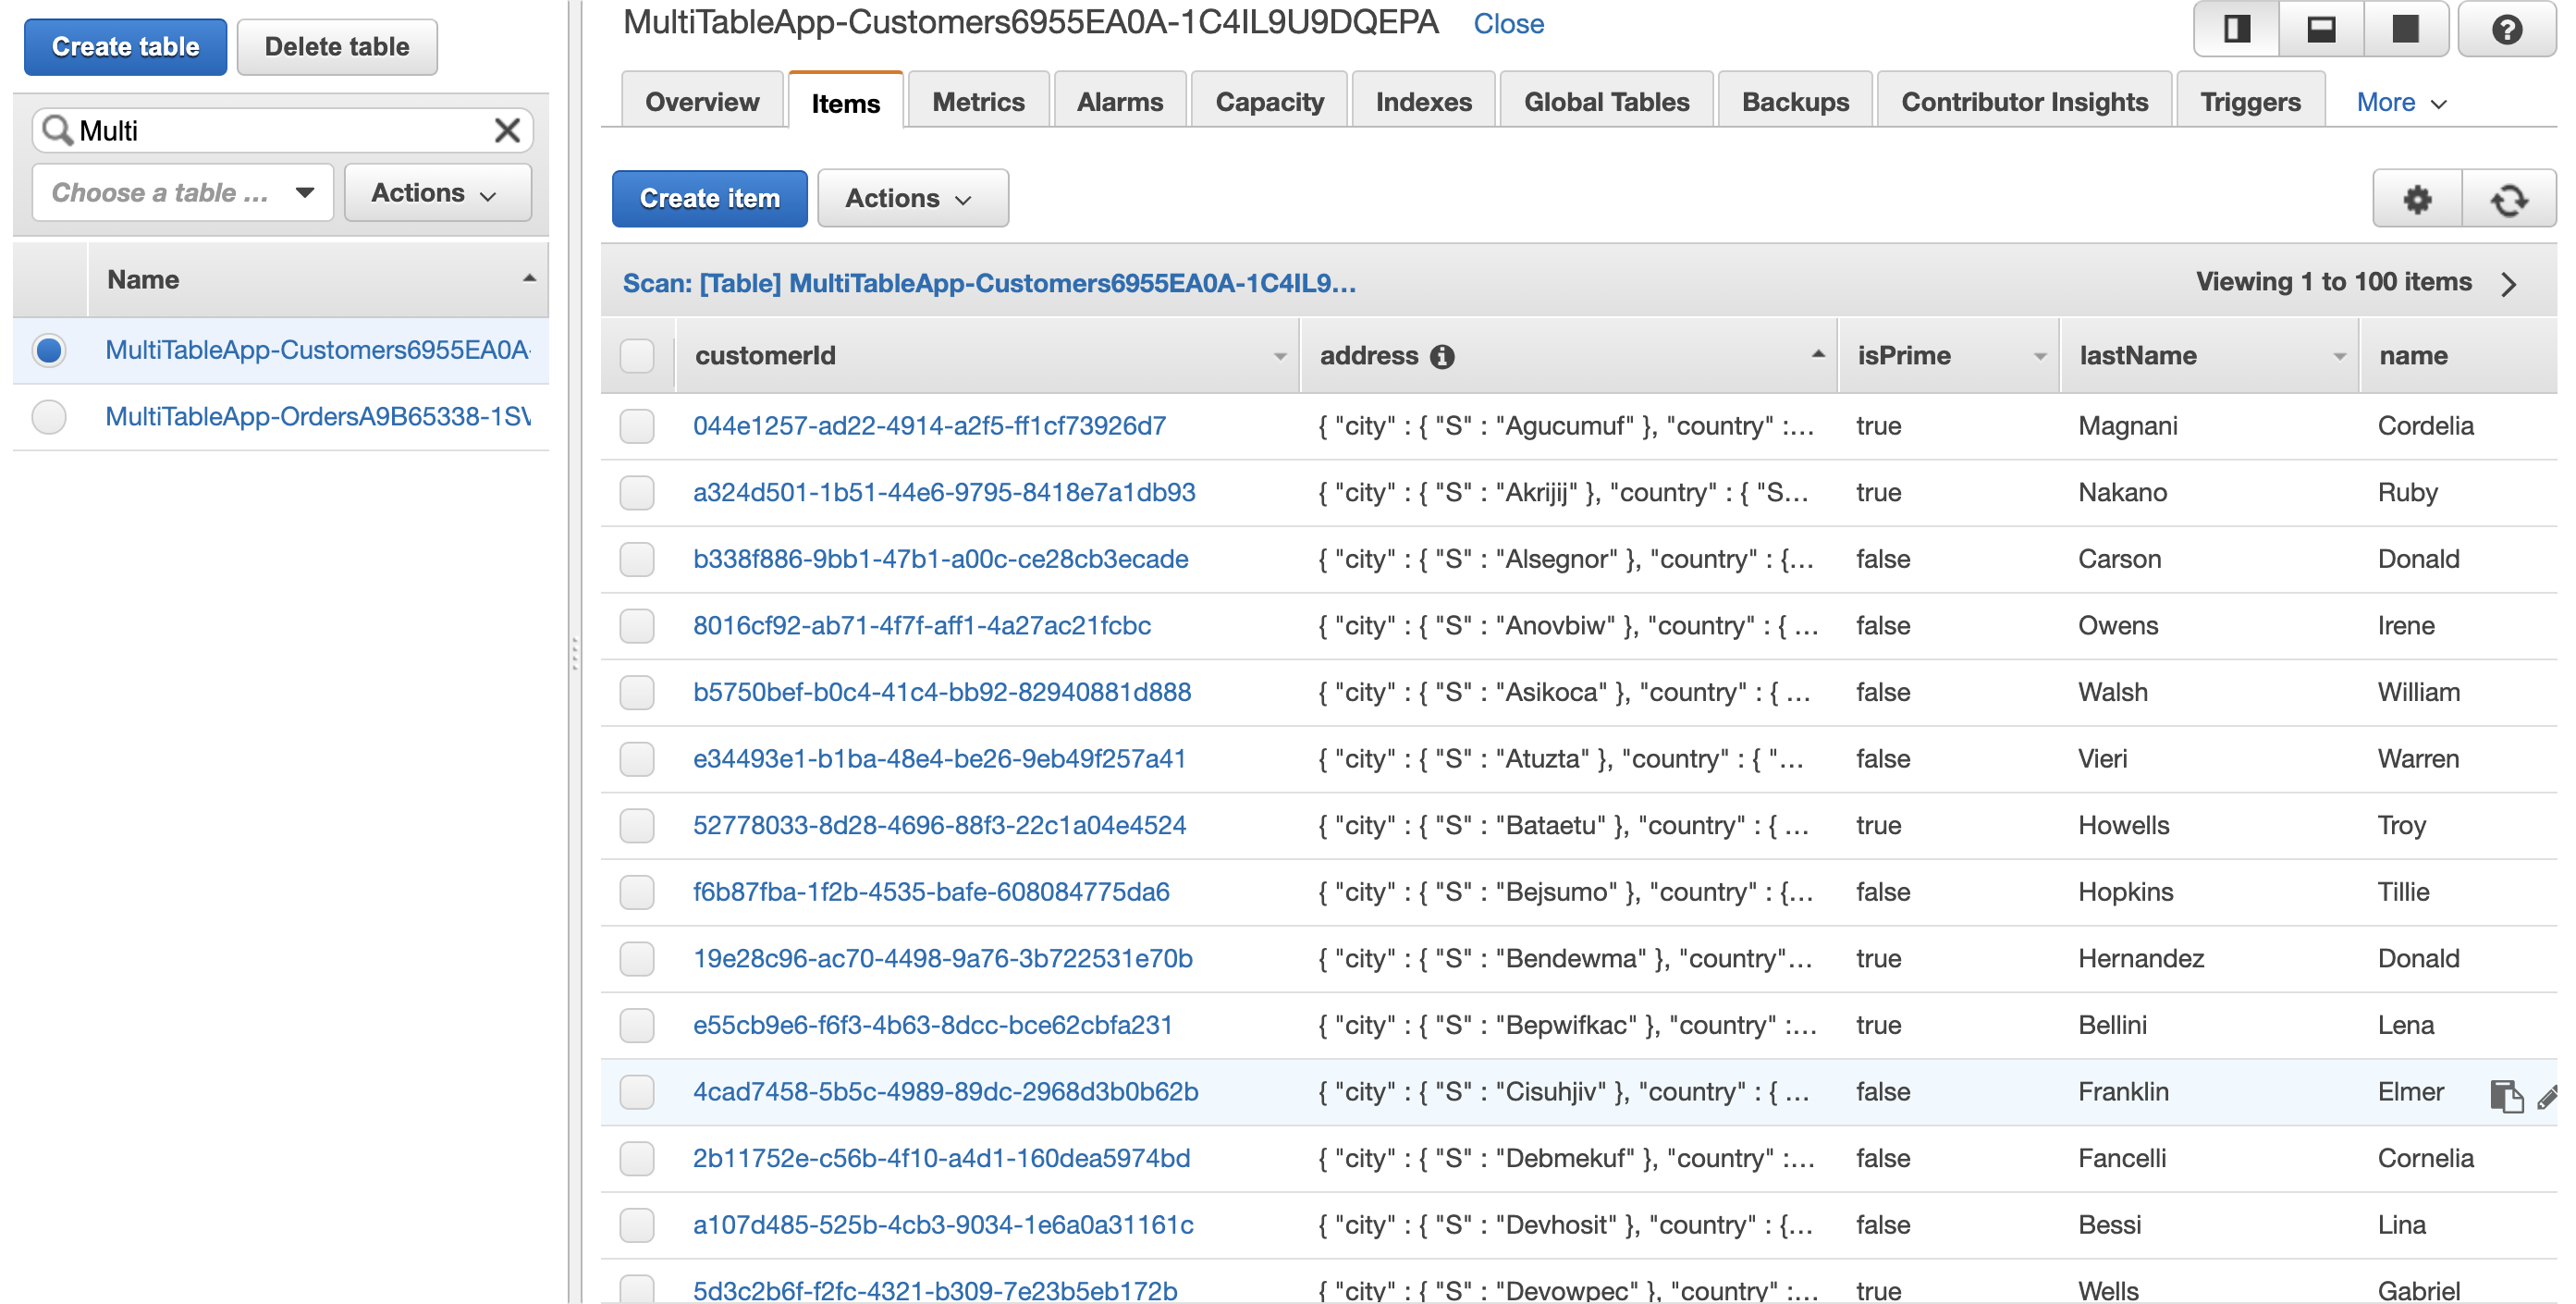 Create table Delete table
Multi
Choose a table ... Actions
Name
MultiTableApp-Customers6955EA0A-
MultiTableApp-OrdersA9B65338-1SV
MultiTableApp-Customers6955EA0A-1C4IL9U9DQEPA Close
Overview Items Metrics Alarms Capacity Indexes Global Tables Backups Contributor Insights Triggers More
Create item Actions
Scan: [Table] MultiTableApp-Customers6955EA0A-1C4IL9... Viewing 1 to 100 items
customerId address isPrime lastName name
044e1257-ad22-4914-a2f5-ff1cf73926d7 { "city" : { "S" : "Agucumuf" }, "country" :... true Magnani Cordelia
a324d501-1b51-44e6-9795-8418e7a1db93 { "city" : { "S" : "Akrijij" }, "country" : { "S... true Nakano Ruby
b338f886-9bb1-47b1-a00c-ce28cb3ecade { "city" : { "S" : "Alsegnor" }, "country" : {... false Carson Donald
8016cf92-ab71-4f7f-aff1-4a27ac21fcbc { "city" : { "S" : "Anovbiw" }, "country" : { ... false Owens Irene
b5750bef-b0c4-41c4-bb92-82940881d888 { "city" : { "S" : "Asikoca" }, "country" : { ... false Walsh William
e34493e1-b1ba-48e4-be26-9eb49f257a41 { "city" : { "S" : "Atuzta" }, "country" : { "... false Vieri Warren
52778033-8d28-4696-88f3-22c1a04e4524 { "city" : { "S" : "Bataetu" }, "country" : { ... true Howells Troy
f6b87fba-1f2b-4535-bafe-608084775da6 { "city" : { "S" : "Bejsumo" }, "country" : {... false Hopkins Tillie
19e28c96-ac70-4498-9a76-3b722531e70b { "city" : { "S" : "Bendewma" }, "country"... true Hernandez Donald
e55cb9e6-f6f3-4b63-8dcc-bce62cbfa231 { "city" : { "S" : "Bepwifkac" }, "country" :... true Bellini Lena
4cad7458-5b5c-4989-89dc-2968d3b0b62b { "city" : { "S" : "Cisuhjiv" }, "country" : { ... false Franklin Elmer
2b11752e-c56b-4f10-a4d1-160dea5974bd { "city" : { "S" : "Debmekuf" }, "country" :... false Fancelli Cornelia
a107d485-525b-4cb3-9034-1e6a0a31161c { "city" : { "S" : "Devhosit" }, "country" : {... false Bessi Lina
5d3c2b6f-f2fc-4321-b309-7e23b5eb172b { "city" : { "S" : "Devowpec" }, "country" :... true Wells Gabriel